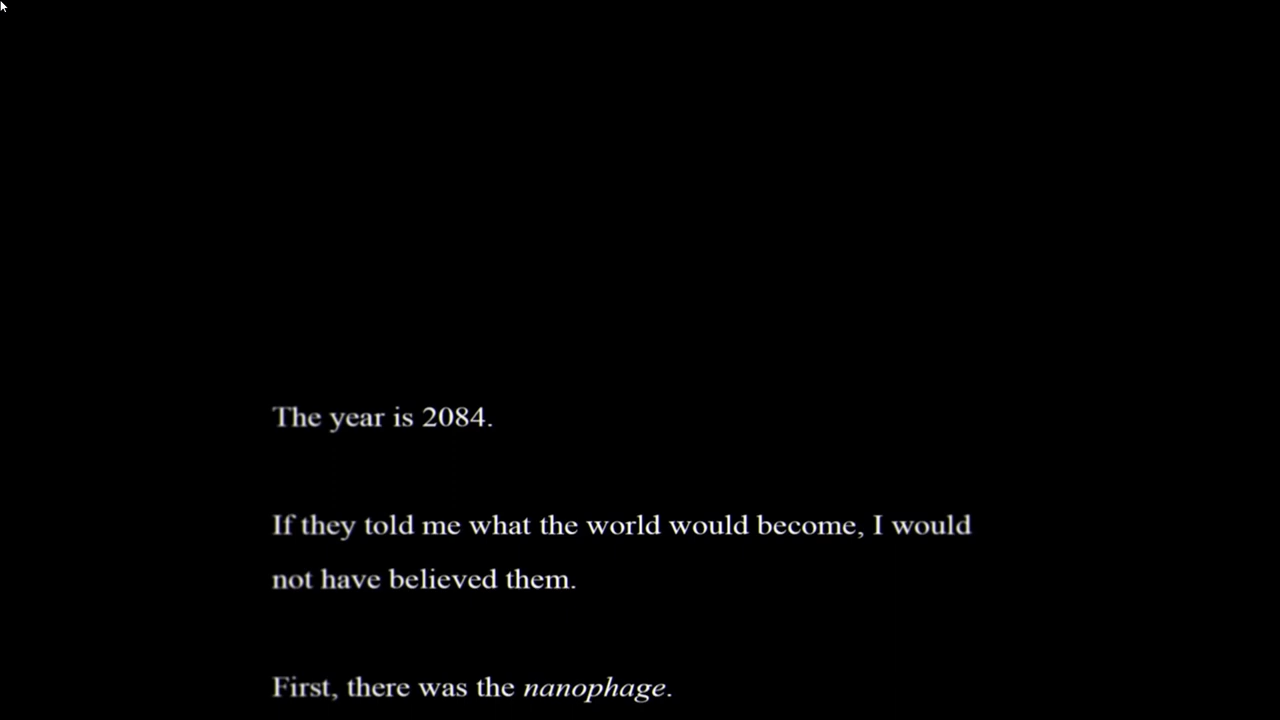 The year is 2084.
If they told me what the world would become, I would
not have believed them.
First, there was the nanophage.